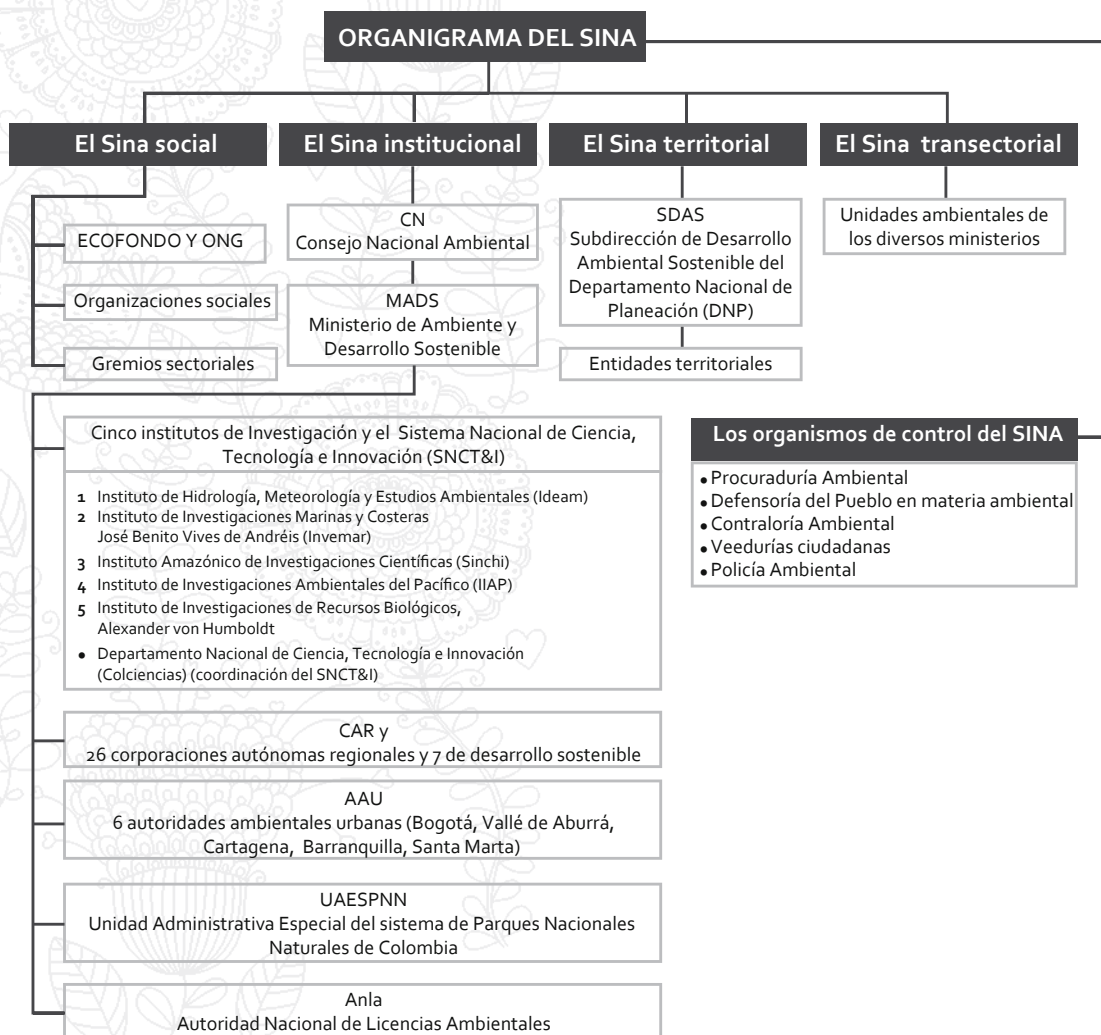 ORGANIGRAMA DEL SINA
El Sina social
ECOFONDO Y ONG
Organizaciones sociales
Gremios sectoriales
El Sina institucional
CN
Consejo Nacional Ambiental
MADS
Ministerio de Ambiente y
Desarrollo Sostenible
El Sina territorial
SDAS
Subdirección de Desarrollo
Ambiental Sostenible del
Departamento Nacional de
Planeación (DNP)
Entidades territoriales
El Sina transectorial
Unidades ambientales de
los diversos ministerios
Cinco institutos de Investigación y el Sistema Nacional de Ciencia,
Tecnología e Innovación (SNCT&I)
1 Instituto de Hidrología, Meteorología y Estudios Ambientales (Ideam)
2 Instituto de Investigaciones Marinas y Costeras
José Benito Vives de Andréis (Invemar)
3 Instituto Amazónico de Investigaciones Científicas (Sinchi)
4 Instituto de Investigaciones Ambientales del Pacífico (IIAP)
5 Instituto de Investigaciones de Recursos Biológicos,
Alexander von Humboldt
• Departamento Nacional de Ciencia, Tecnología e Innovación
(Colciencias) (coordinación del SNCT&I)
CAR y
26 corporaciones autónomas regionales y 7 de desarrollo sostenible
AAU
6 autoridades ambientales urbanas (Bogotá, Vallé de Aburrá,
Cartagena, Barranquilla, Santa Marta)
UAESPNN
Unidad Administrativa Especial del sistema de Parques Nacionales
Naturales de Colombia
Anla
Autoridad Nacional de Licencias Ambientales
Los organismos de control del SINA
• Procuraduría Ambiental
• Defensoría del Pueblo en materia ambiental
• Contraloría Ambiental
• Veedurías ciudadanas
• Policía Ambiental